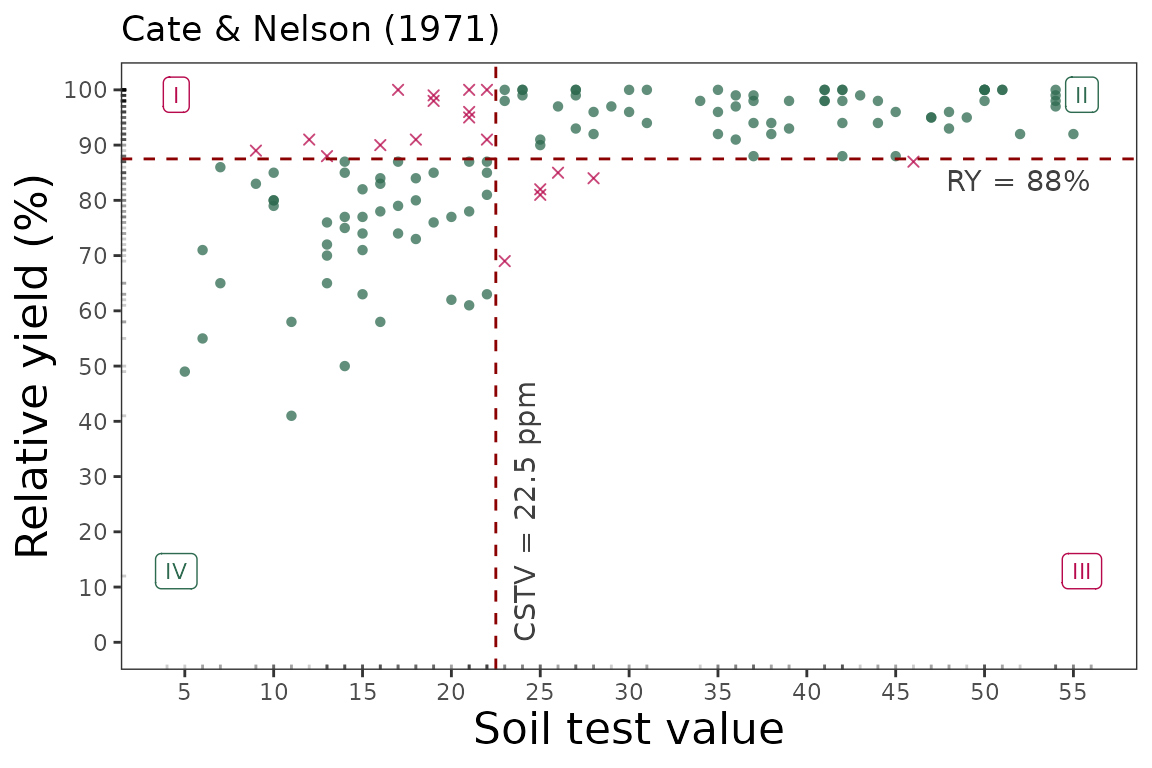 Cate & Nelson (1971)
Relative yield (%)
100
90
80
70
60
50
40
30
20
10
0
I
II
RY = 88%
CSTV = 22.5 ppm
IV
III
5 10 15 20 25 30 35 40 45 50 55
Soil test value